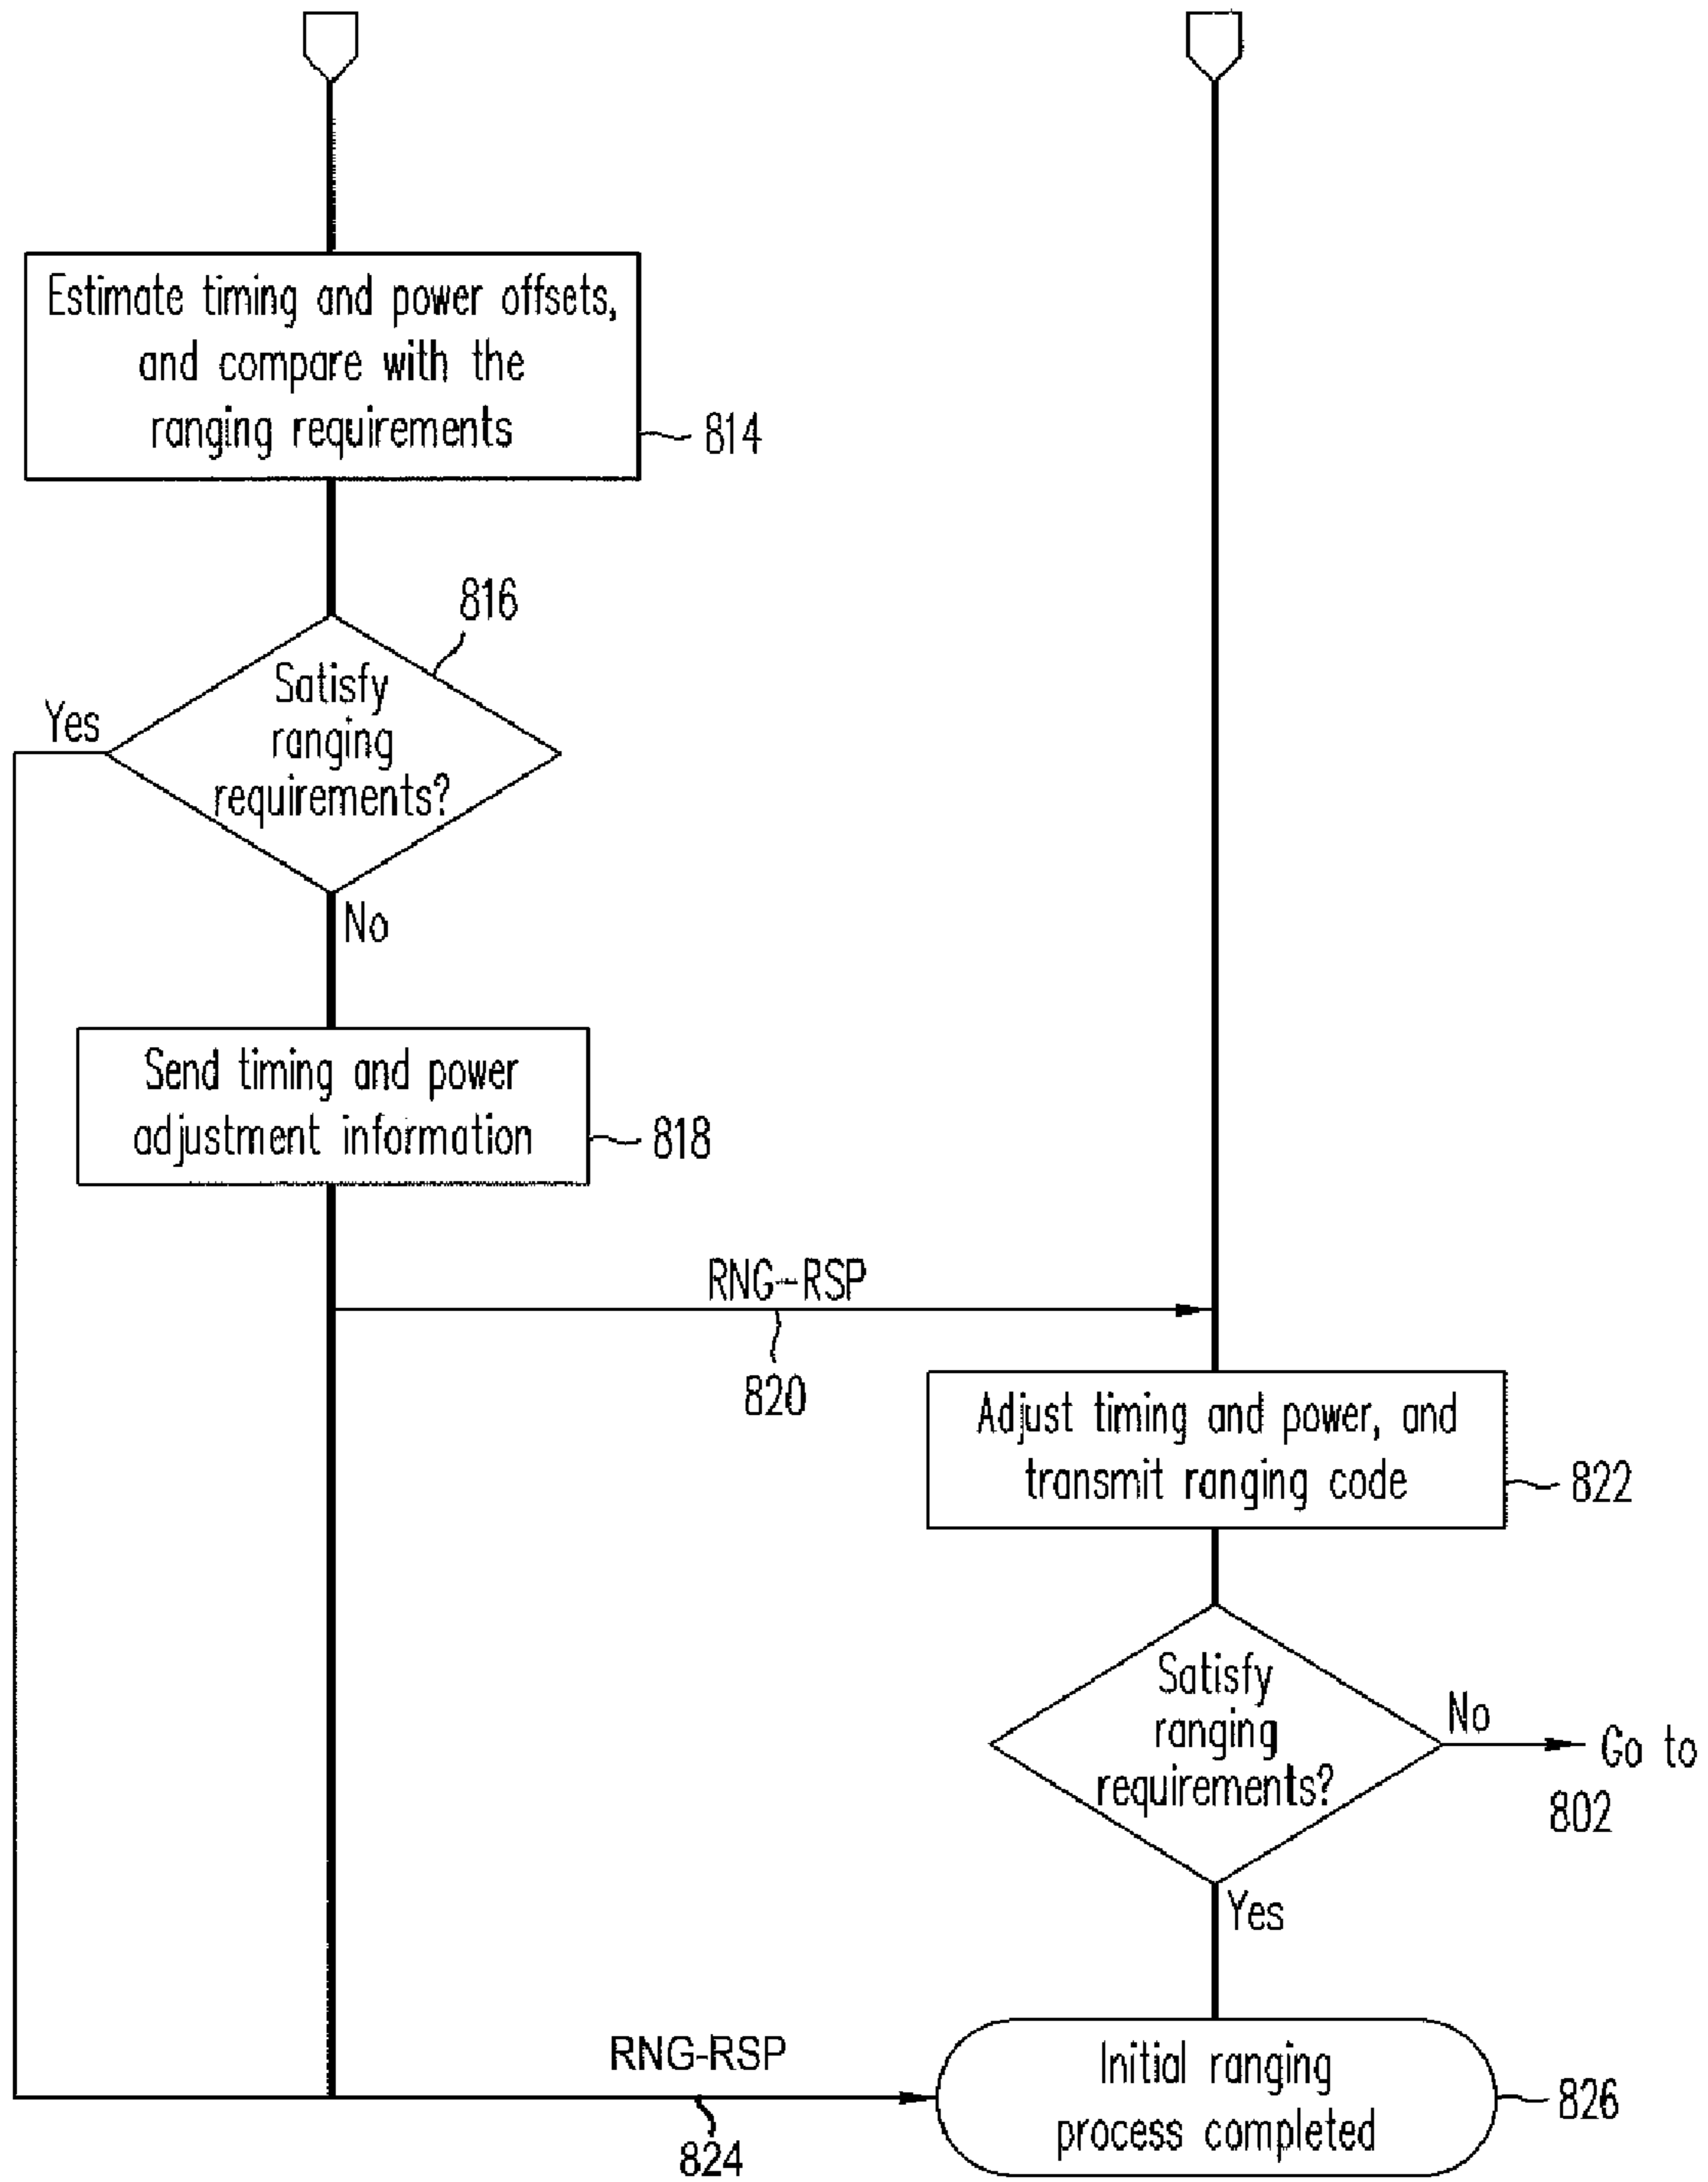 Estimate timing and power offsets,
and compare with the
ranging requirements
814
816
Satisfy
ranging
requirements?
Yes
No
Send timing and power
adjustment information
818
RNG-RSP
820
Adjust timing and power, and
transmit ranging code
822
Satisfy
ranging
requirements?
No
Go to
802
Yes
RNG-RSP
824
Initial ranging
process completed
826